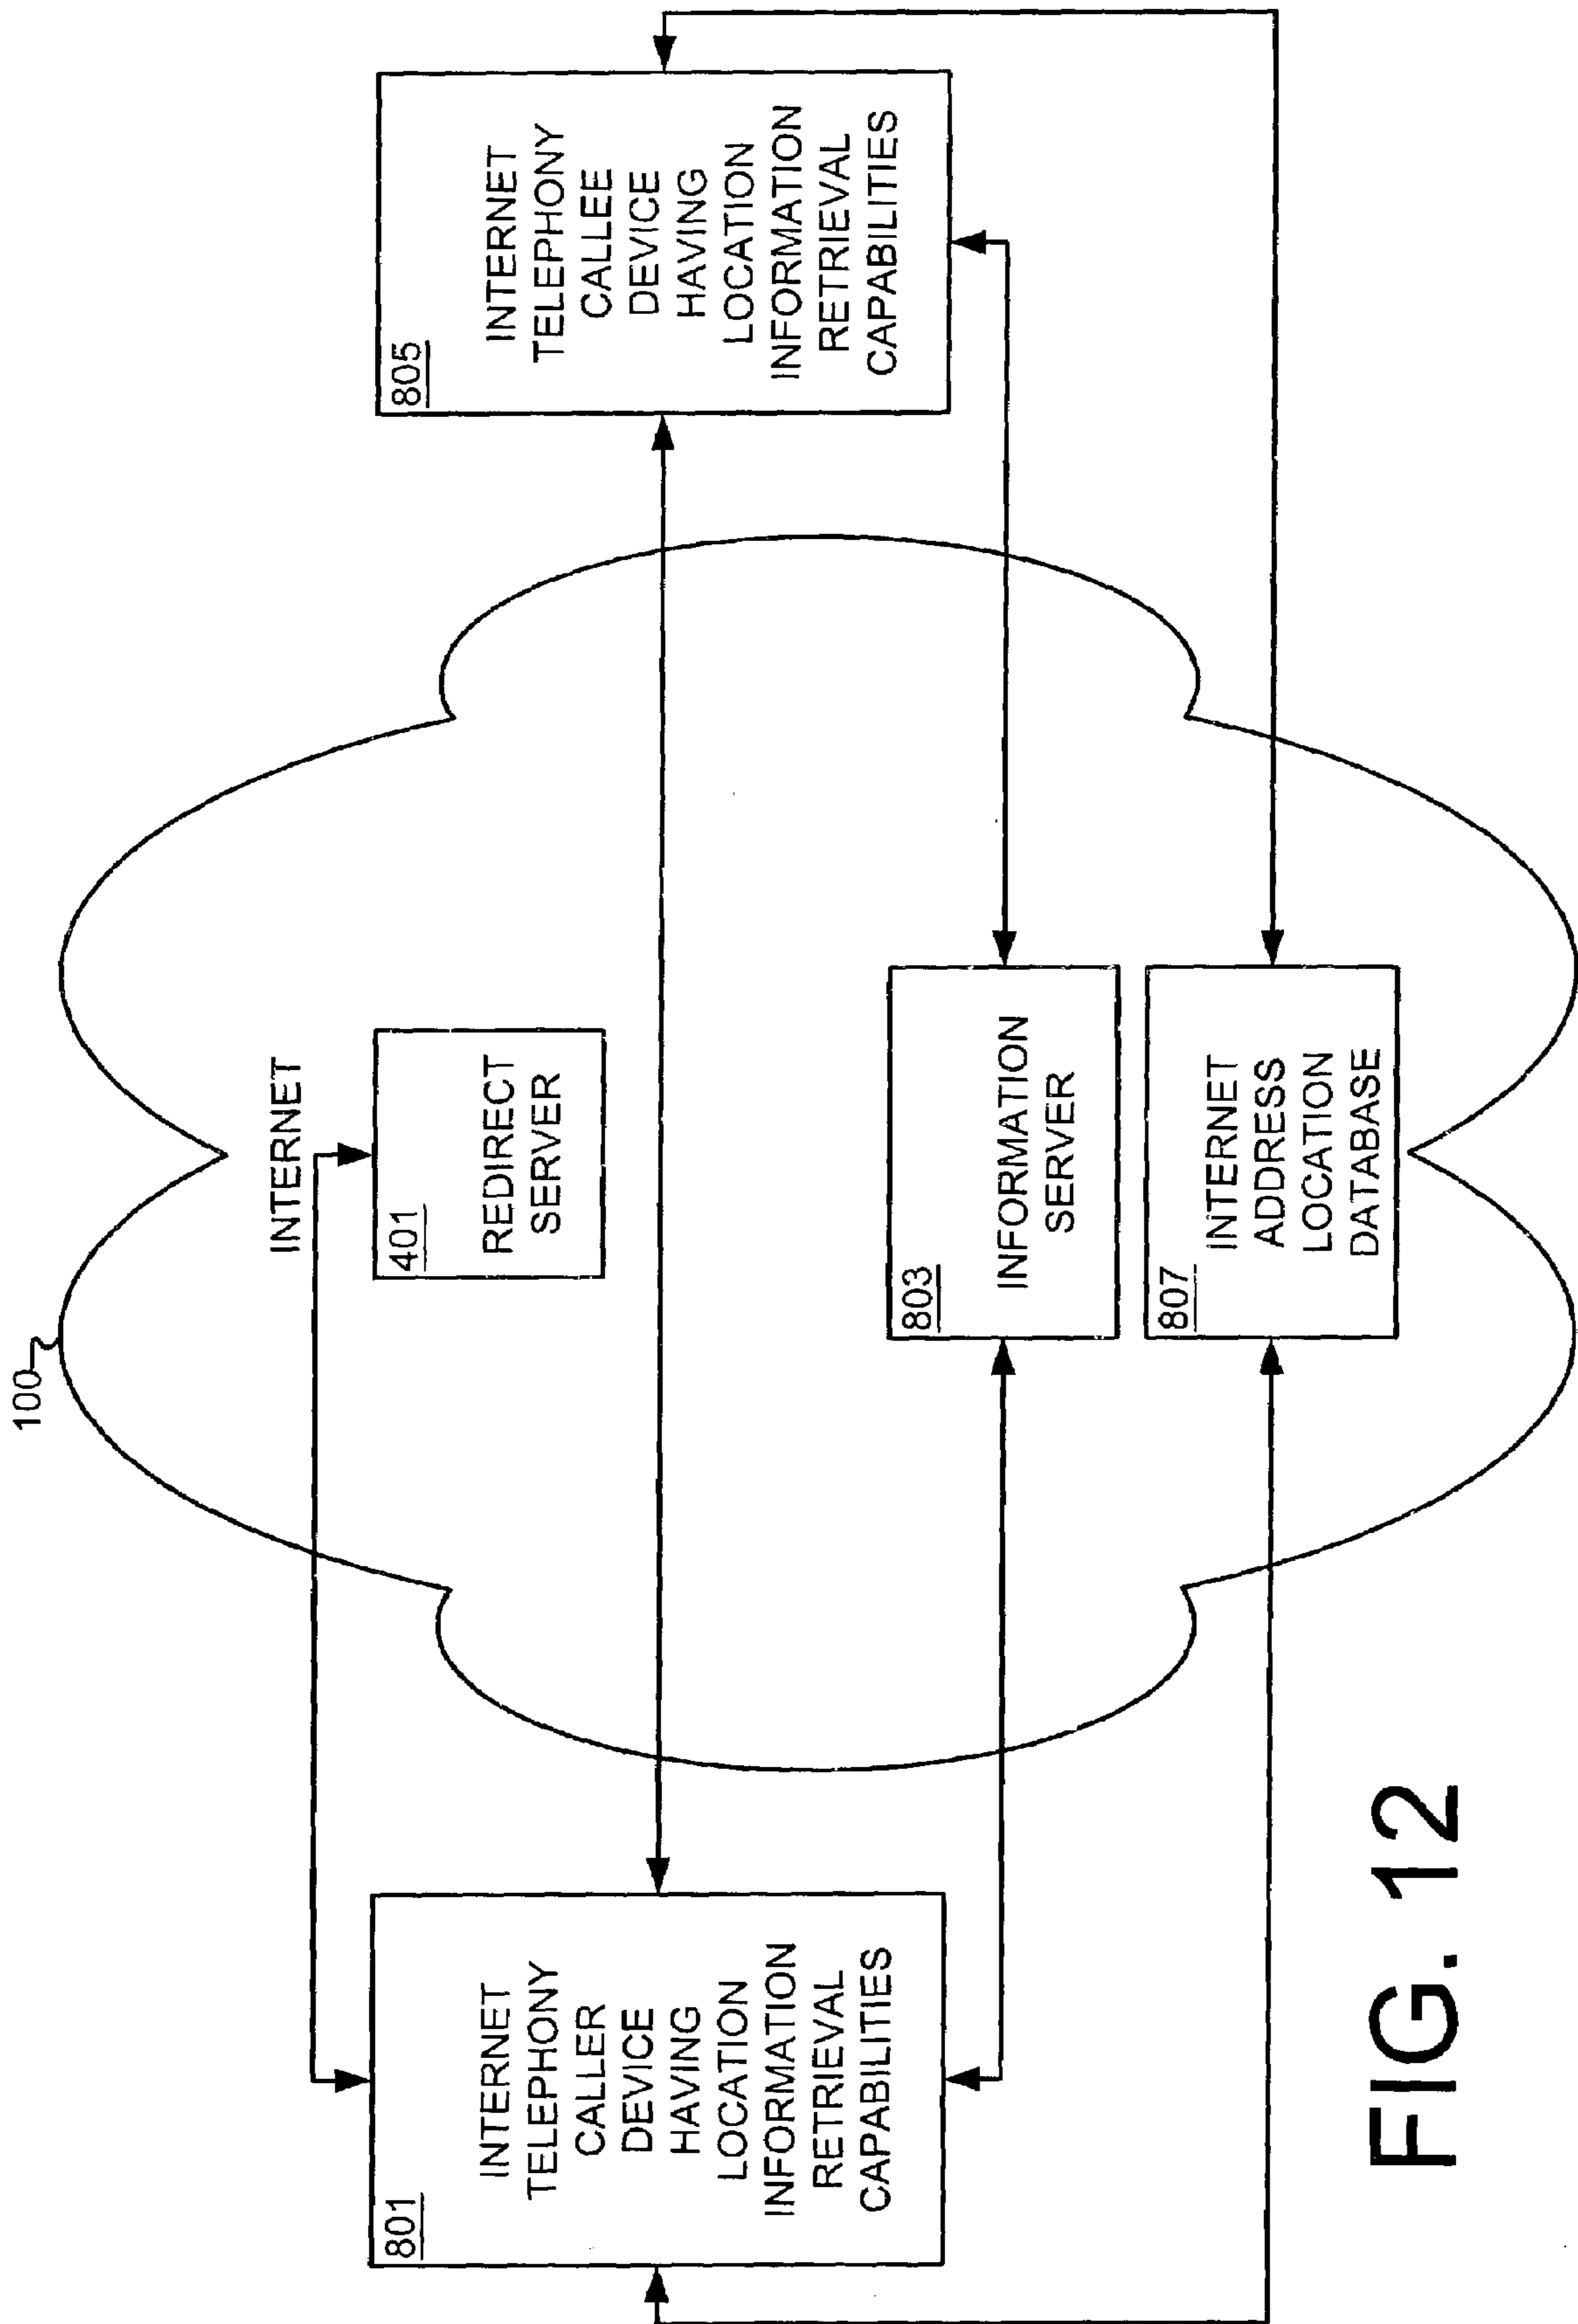 100
INTERNET
401
REDIRECT
SERVER
801
INTERNET
TELEPHONY
CALLER
DEVICE
HAVING
LOCATION
INFORMATION
RETRIEVAL
CAPABILITIES
805
INTERNET
TELEPHONY
CALLEE
DEVICE
HAVING
LOCATION
INFORMATION
RETRIEVAL
CAPABILITIES
803
INFORMATION
SERVER
807
INTERNET
ADDRESS
LOCATION
DATABASE
FIG. 12